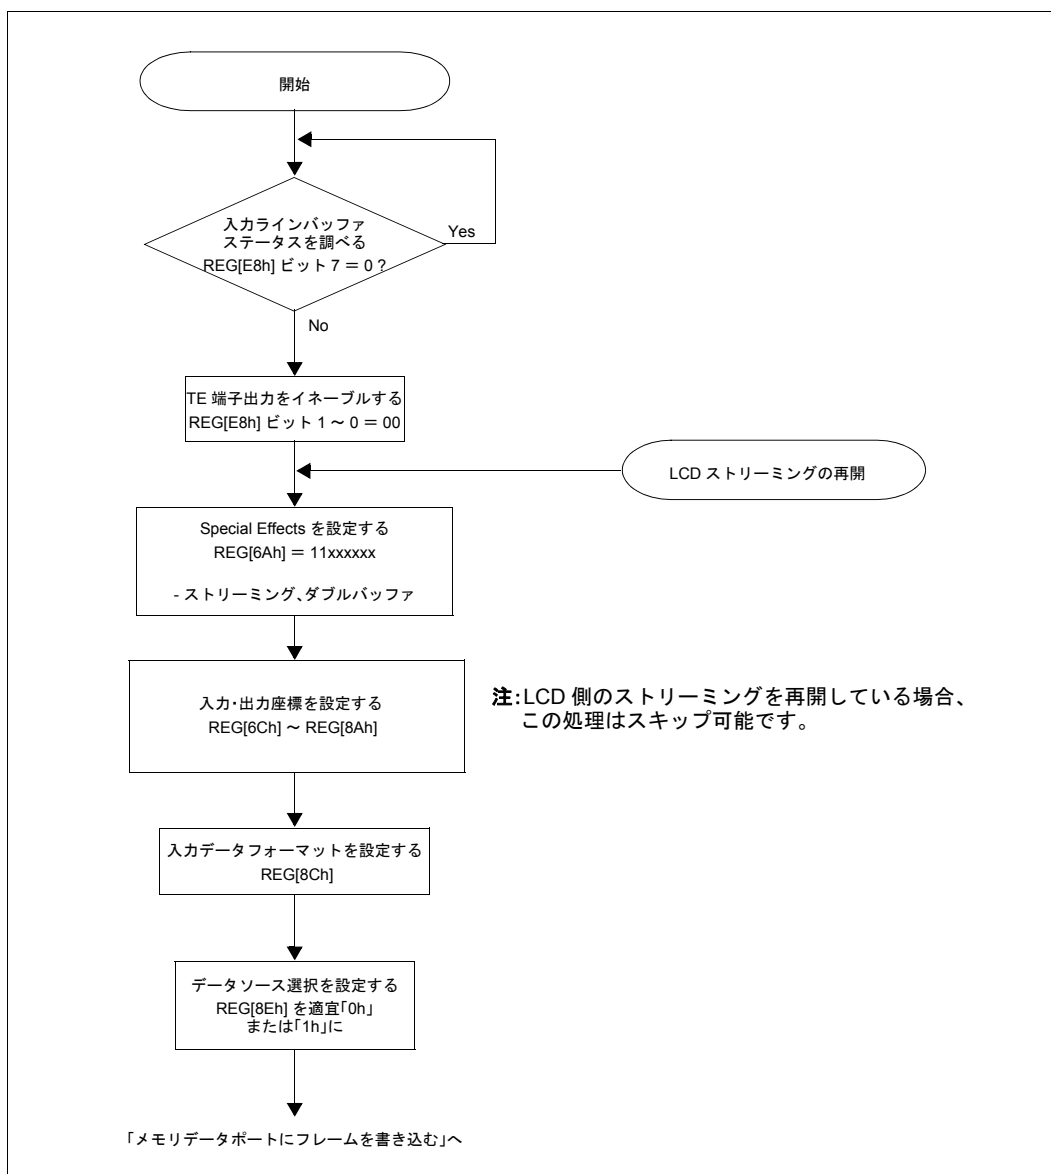 開始
入力ラインバッファ
ステータスを調べる
REG[E8h] ビット 7 = 0 ?
Yes
No
TE 端子出力をイネーブルする
REG[E8h] ビット 1 ~ 0 = 00
LCD ストリーミングの再開
Special Effects を設定する
REG[6Ah] = 11xxxxxx
- ストリーミング、ダブルバッファ
入力・出力座標を設定する
REG[6Ch] ~ REG[8Ah]
注:LCD 側のストリーミングを再開している場合、
この処理はスキップ可能です。
入力データフォーマットを設定する
REG[8Ch]
データソース選択を設定する
REG[8Eh] を適宜「0h」
または「1h」に
「メモリデータポートにフレームを書き込む」へ